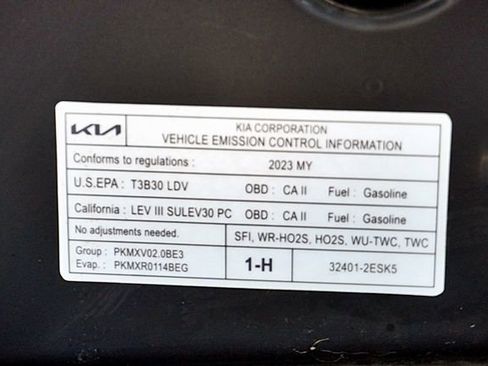 KIA
KIA CORPORATION
VEHICLE EMISSION CONTROL INFORMATION
Conforms to regulations : 2023 MY
U.S.EPA : T3B30 LDV OBD : CA II Fuel : Gasoline
California : LEV III SULEV30 PC OBD : CA II Fuel : Gasoline
No adjustments needed. SFI, WR-HO2S, HO2S, WU-TWC, TWC
Group : PKMXV02.0BE3
Evap. : PKMXR0114BEG
1-H
32401-2ESK5